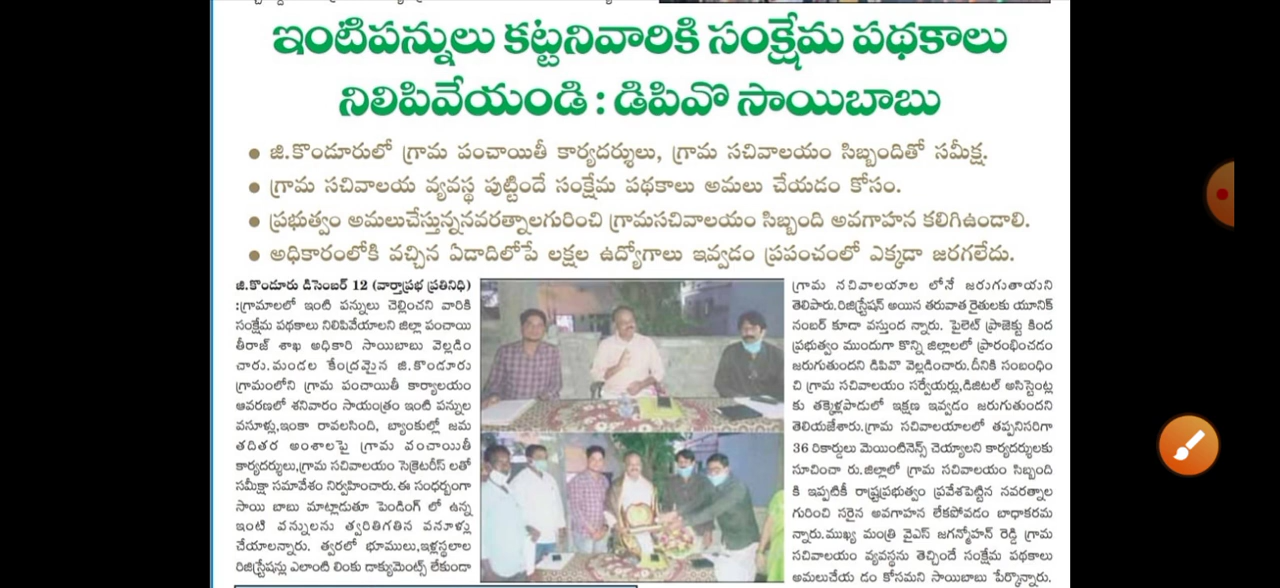 ఇంటిపన్నులు కట్టనివారికి సంక్షేమ పథకాలు
నిలిపివేయండి : డిపివొ సాయిబాబు
• జి.కొండూరులో గ్రామ పంచాయితీ కార్యదర్శులు, గ్రామ సచివాలయం సిబ్బందితో సమీక్ష.
• గ్రామ సచివాలయ వ్యవస్థ పుట్టిందే సంక్షేమ పథకాలు అమలు చేయడం కోసం.
• ప్రభుత్వం అమలుచేస్తున్ననవరత్నాలగురించి గ్రామసచివాలయం సిబ్బంది అవగాహన కలిగిఉండాలి.
• అధికారంలోకి వచ్చిన ఏడాదిలోపే లక్షల ఉద్యోగాలు ఇవ్వడం ప్రపంచంలో ఎక్కడా జరగలేదు.
జి.కొండూరు డిసెంబర్ 12 (వార్తాప్రభ ప్రతినిధి)
:గ్రామాలలో ఇంటి పన్నులు చెల్లించని వారికి
సంక్షేమ పథకాలు నిలిపివేయాలని జిల్లా పంచాయి
తీరాజ్ శాఖ అధికారి సాయిబాబు వెల్లడిం
చారు.మండల కేంద్రమైన జి.కొండూరు
గ్రామంలోని గ్రామ పంచాయితీ కార్యాలయం
ఆవరణలో శనివారం సాయంత్రం ఇంటి పన్నుల
వసూళ్లు,ఇంకా రావలసింది, బ్యాంకుల్లో జమ
తదితర అంశాలపై గ్రామ పంచాయితీ
కార్యదర్శులు,గ్రామ సచివాలయం సెక్రెటరీస్ లతో
సమీక్షా సమావేశం నిర్వహించారు.ఈ సందర్భంగా
సాయి బాబు మాట్లాడుతూ పెండింగ్ లో ఉన్న
ఇంటి పన్నులను త్వరితగతిన వసూళ్లు
చేయాలన్నారు. త్వరలో భూములు,ఇళ్లస్థలాల
రిజిస్ట్రేషన్లు ఎలాంటి లింకు డాక్యుమెంట్స్ లేకుండా
గ్రామ సచివాలయాల లోనే జరుగుతాయని
తెలిపారు.రిజిస్ట్రేషన్ అయిన తరువాత రైతులకు యూనిక్
నంబర్ కూడా వస్తుంద న్నారు. పైలెట్ ప్రాజెక్టు కింద
ప్రభుత్వం ముందుగా కొన్ని జిల్లాలలో ప్రారంభించడం
జరుగుతుందని డిపివొ వెల్లడించారు.దీనికి సంబంధిం
చి గ్రామ సచివాలయం సర్వేయర్లు,డిజిటల్ అసిస్టెంట్ల
కు తక్కెళ్లపాడులో ఇక్షణ ఇవ్వడం జరుగుతుందని
తెలియజేశారు.గ్రామ సచివాలయాలలో తప్పనిసరిగా
36 రికార్డులు మెయింటినెన్స్ చెయ్యాలని కార్యదర్శులకు
సూచించా రు.జిల్లాలో గ్రామ సచివాలయం సిబ్బంది
కి ఇప్పటికీ రాష్ట్రప్రభుత్వం ప్రవేశపెట్టిన నవరత్నాల
గురించి సరైన అవగాహన లేకపోవడం బాధాకరమ
న్నారు.ముఖ్య మంత్రి వైఎస్ జగన్మోహన్ రెడ్డి గ్రామ
సచివాలయం వ్యవస్థను తెచ్చిందే సంక్షేమ పథకాలు
అమలుచేయ డం కోసమని సాయిబాబు పేర్కొన్నారు.